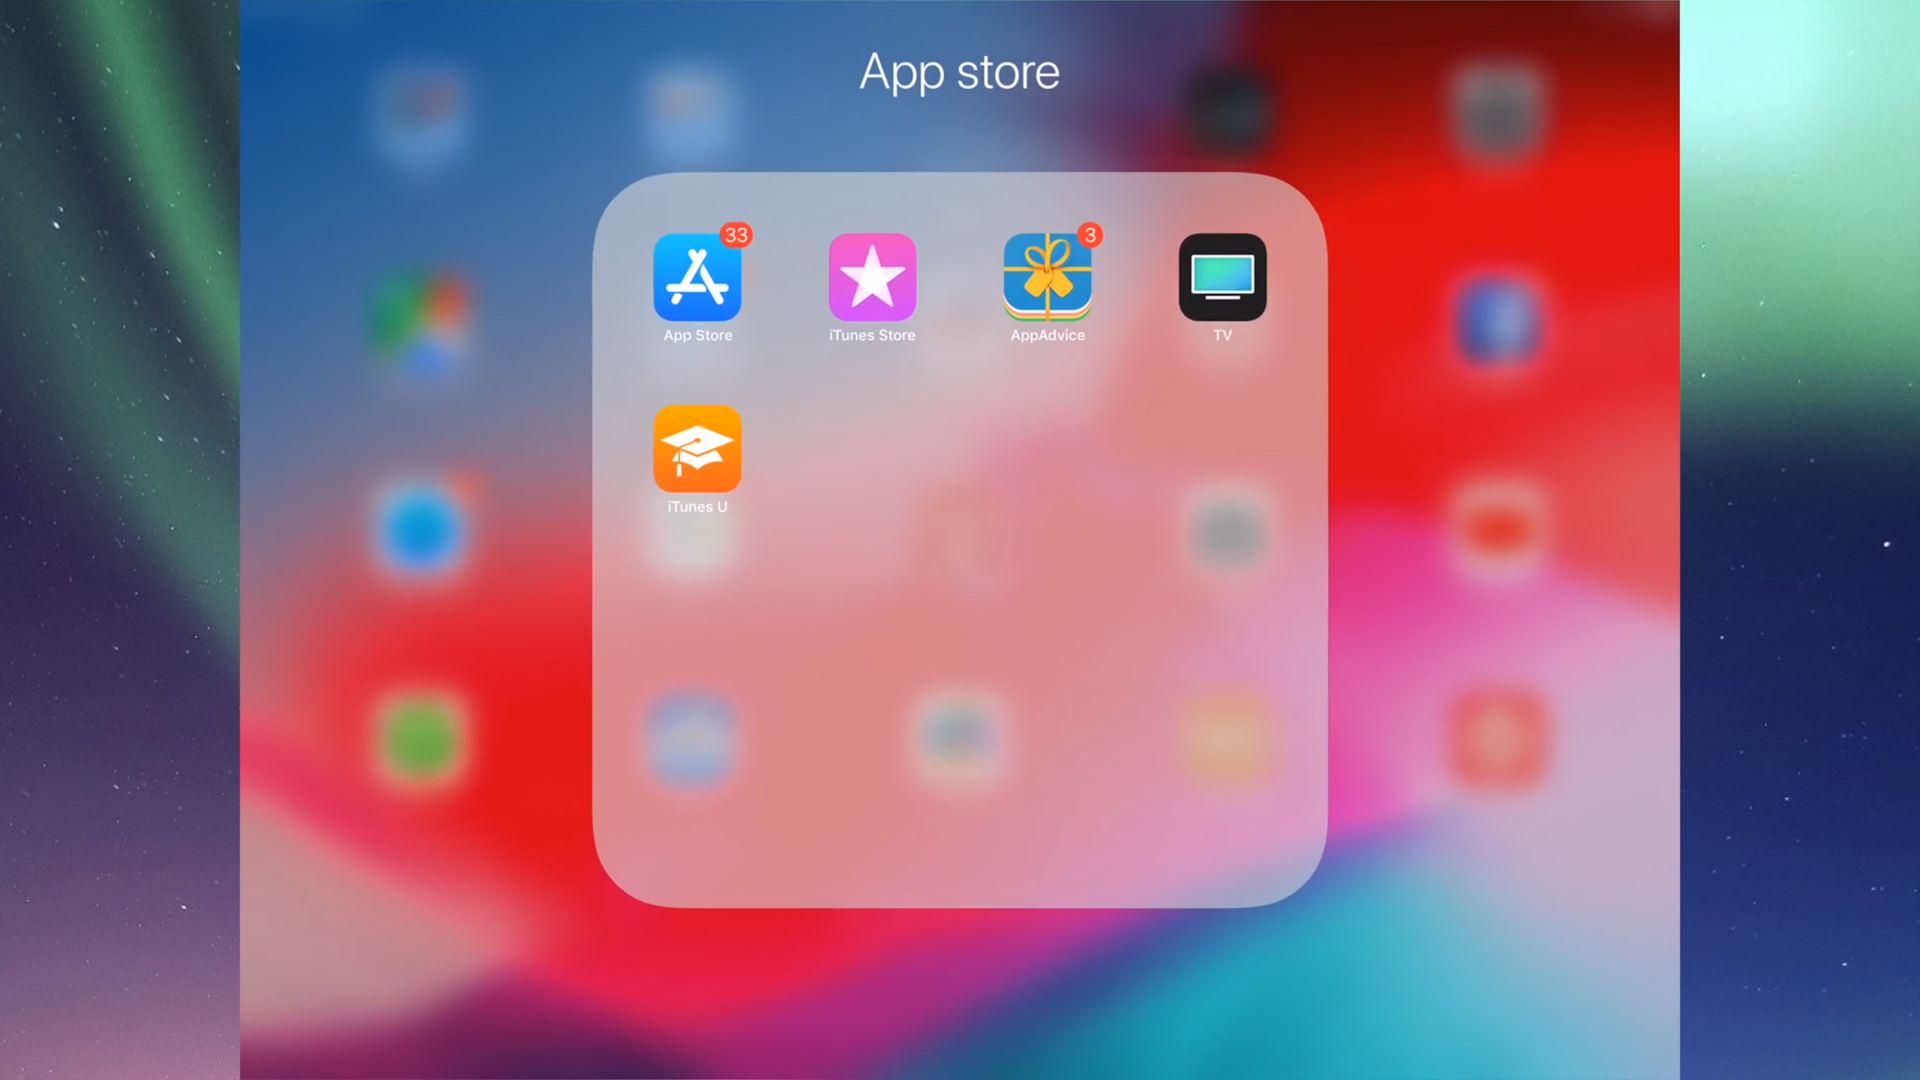 App store
33
3
App Store
iTunes Store
AppAdvice
TV
iTunes U